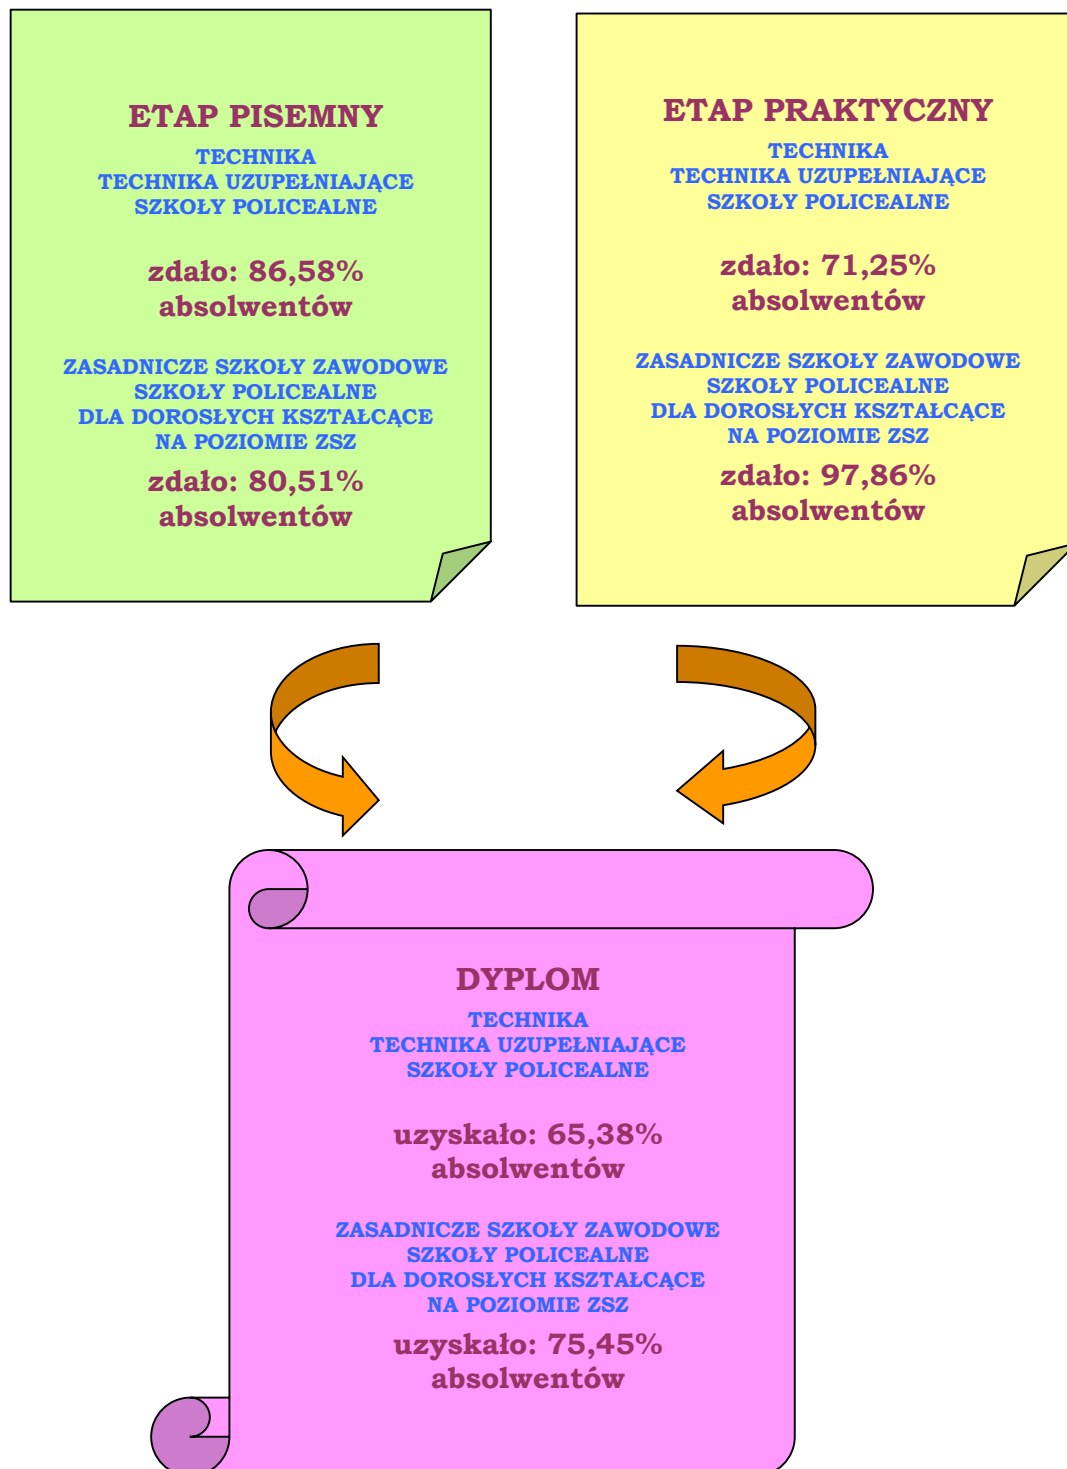 ETAP PISEMNY
TECHNIKA
TECHNIKA UZUPEŁNIAJĄCE
SZKOŁY POLICEALNE
zdało: 86,58%
absolwentów
ZASADNICZE SZKOŁY ZAWODOWE
SZKOŁY POLICEALNE
DLA DOROSŁYCH KSZTAŁCĄCE
NA POZIOMIE ZSZ
zdało: 80,51%
absolwentów
ETAP PRAKTYCZNY
TECHNIKA
TECHNIKA UZUPEŁNIAJĄCE
SZKOŁY POLICEALNE
zdało: 71,25%
absolwentów
ZASADNICZE SZKOŁY ZAWODOWE
SZKOŁY POLICEALNE
DLA DOROSŁYCH KSZTAŁCĄCE
NA POZIOMIE ZSZ
zdało: 97,86%
absolwentów
DYPLOM
TECHNIKA
TECHNIKA UZUPEŁNIAJĄCE
SZKOŁY POLICEALNE
uzyskało: 65,38%
absolwentów
ZASADNICZE SZKOŁY ZAWODOWE
SZKOŁY POLICEALNE
DLA DOROSŁYCH KSZTAŁCĄCE
NA POZIOMIE ZSZ
uzyskało: 75,45%
absolwentów